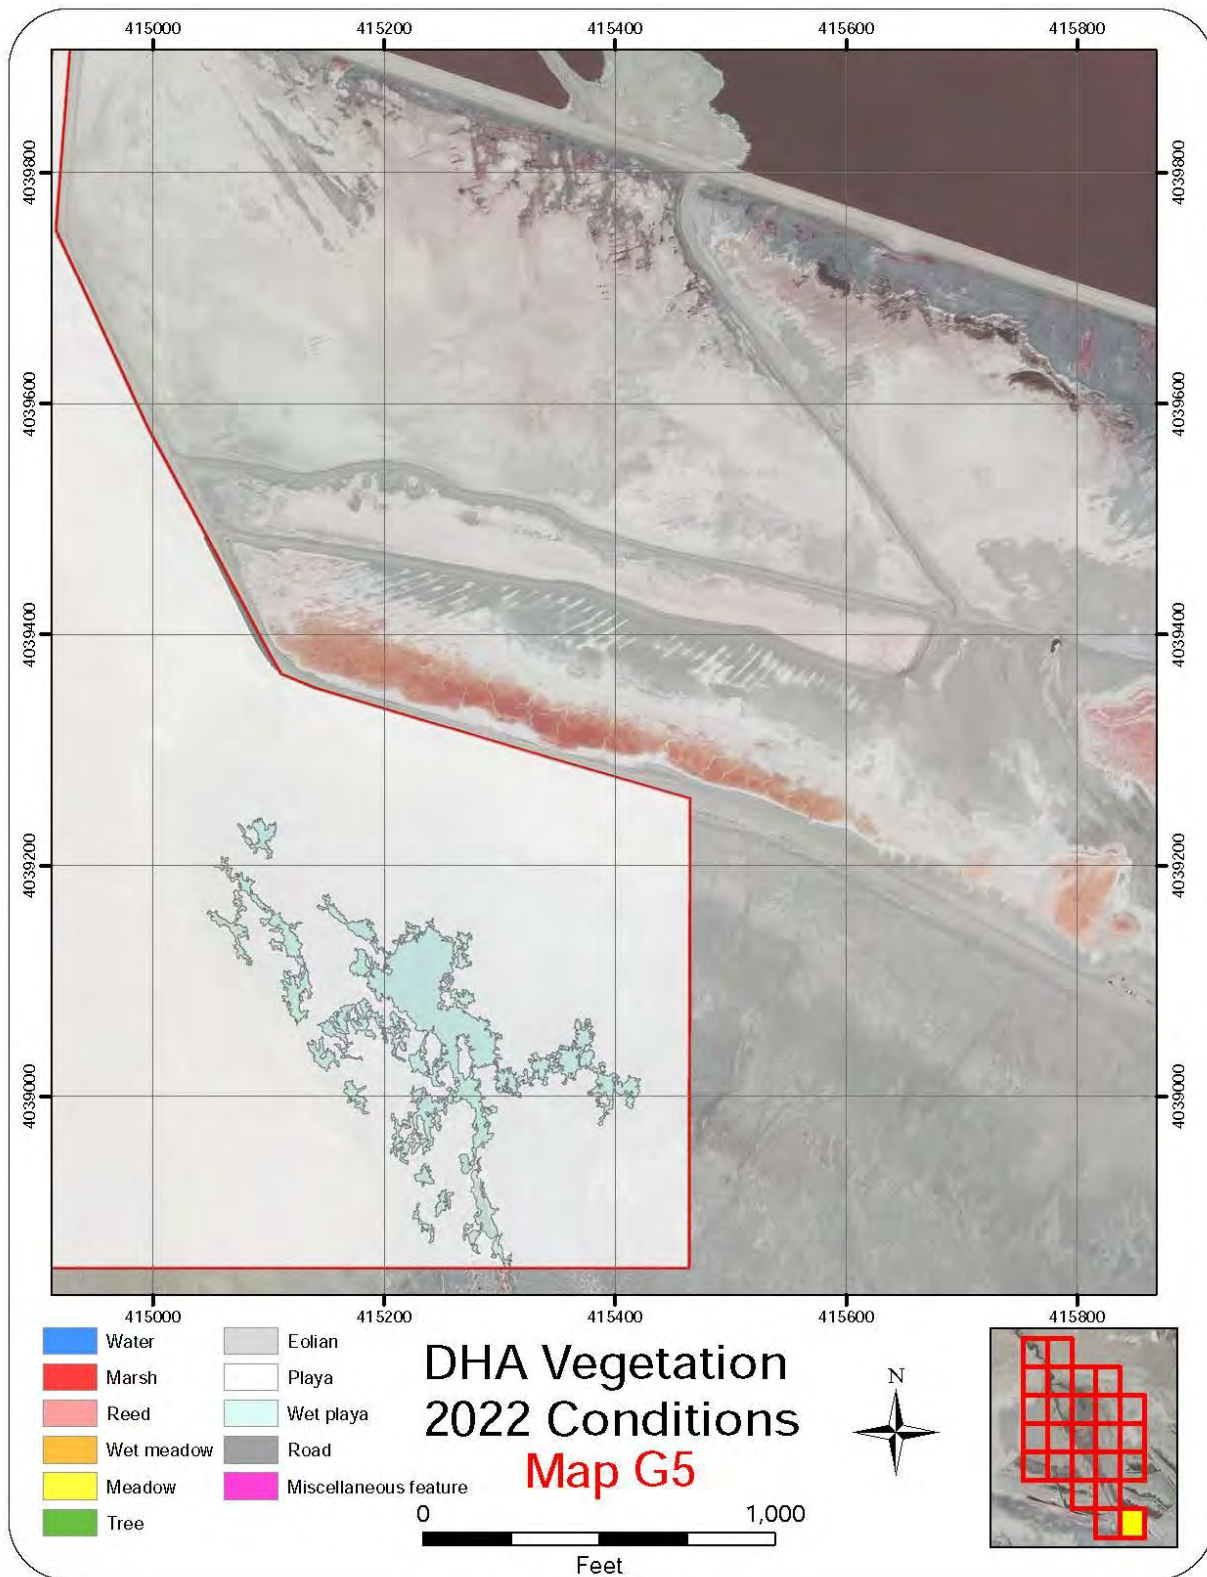 415000 415200 415400 415600 415800
4039800 4039800
4039600 4039600
4039400 4039400
4039200 4039200
4039000 4039000
415000 415200 415400 415600 415800
Water
Marsh
Reed
Wet meadow
Meadow
Tree
Eolian
Playa
Wet playa
Road
Miscellaneous feature
DHA Vegetation
2022 Conditions
Map G5
0 1,000
Feet
N